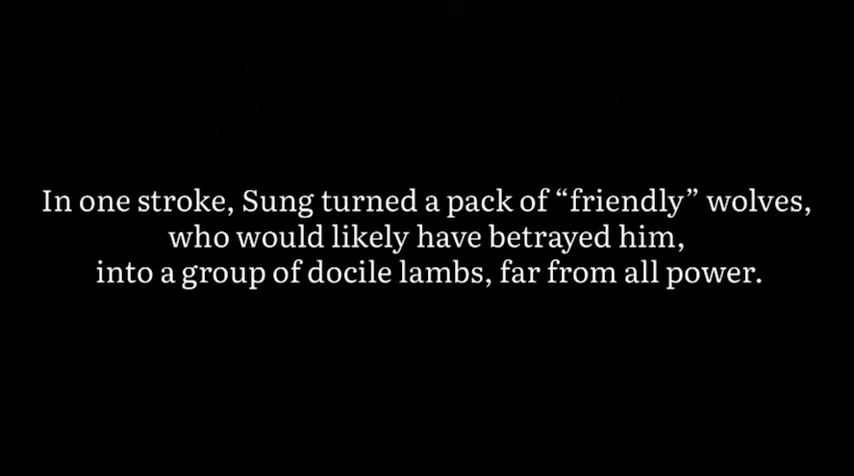 In one stroke, Sung turned a pack of “friendly” wolves,
who would likely have betrayed him,
into a group of docile lambs, far from all power.